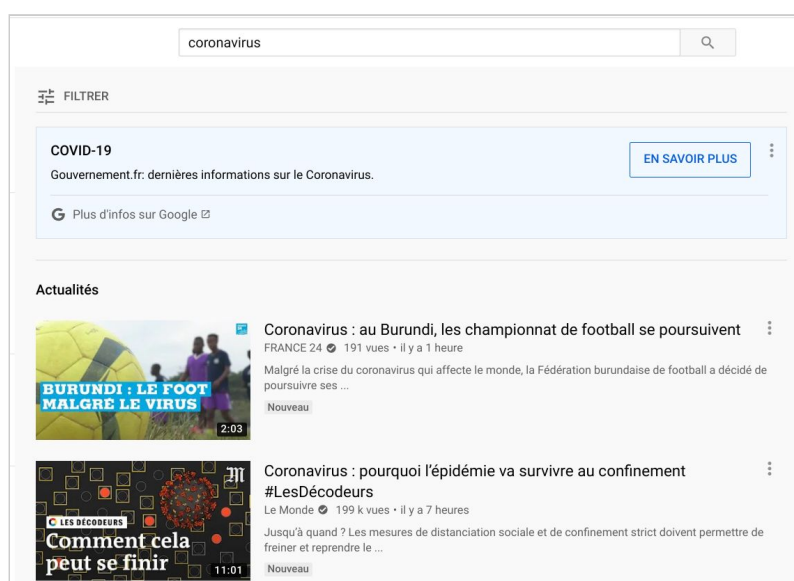 coronavirus
FILTRER
COVID-19
Gouvernement.fr: dernières informations sur le Coronavirus.
EN SAVOIR PLUS
G Plus d'infos sur Google
Actualités
BURUNDI : LE FOOT
MALGRÉ LE VIRUS
2:03
Coronavirus : au Burundi, les championnat de football se poursuivent
FRANCE 24 191 vues • il y a 1 heure
Malgré la crise du coronavirus qui affecte le monde, la Fédération burundaise de football a décidé de
poursuivre ses ...
Nouveau
M
LES DÉCODEURS
Comment cela
peut se finir
11:01
Coronavirus : pourquoi l'épidémie va survivre au confinement
#LesDécodeurs
Le Monde 199 k vues • il y a 7 heures
Jusqu'à quand ? Les mesures de distanciation sociale et de confinement strict doivent permettre de
freiner et reprendre le ...
Nouveau